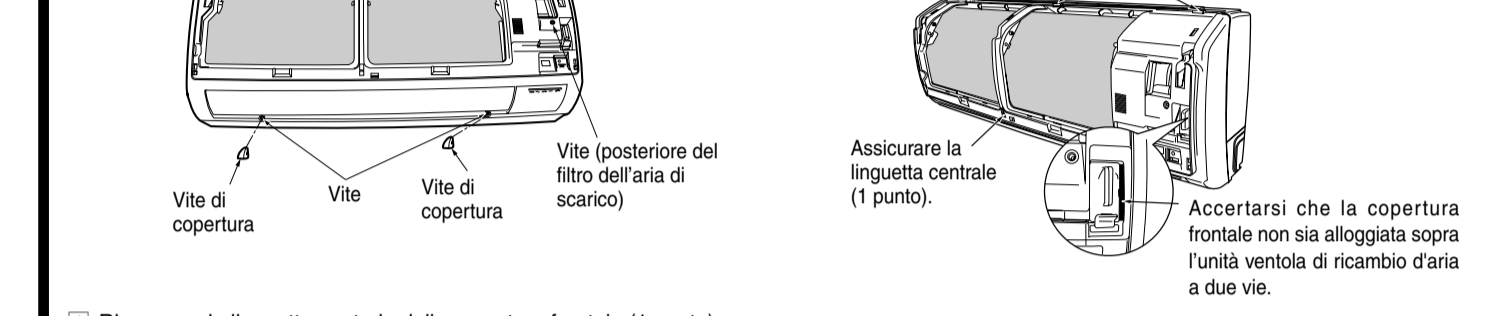 Vite di
copertura
Vite
Vite di
copertura
Vite (posteriore del
filtro dell'aria di
scarico)
Assicurare la
linguetta centrale
(1 punto).
Accertarsi che la copertura
frontale non sia alloggiata sopra
l'unità ventola di ricambio d'aria
a due vie.